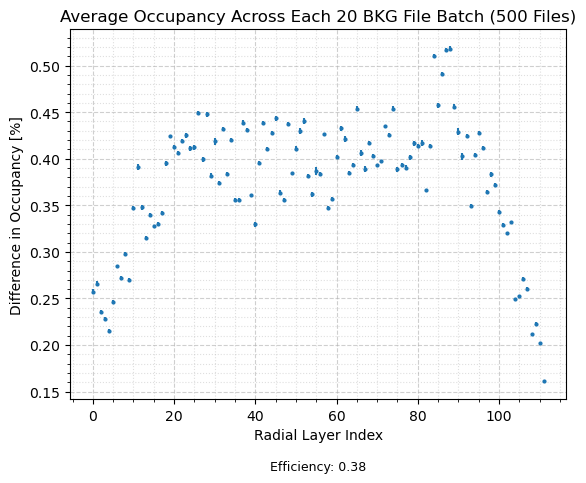 Average Occupancy Across Each 20 BKG File Batch (500 Files)
Difference in Occupancy [%]
0.50
0.45
0.40
0.35
0.30
0.25
0.20
0.15
0 20 40 60 80 100
Radial Layer Index
Efficiency: 0.38